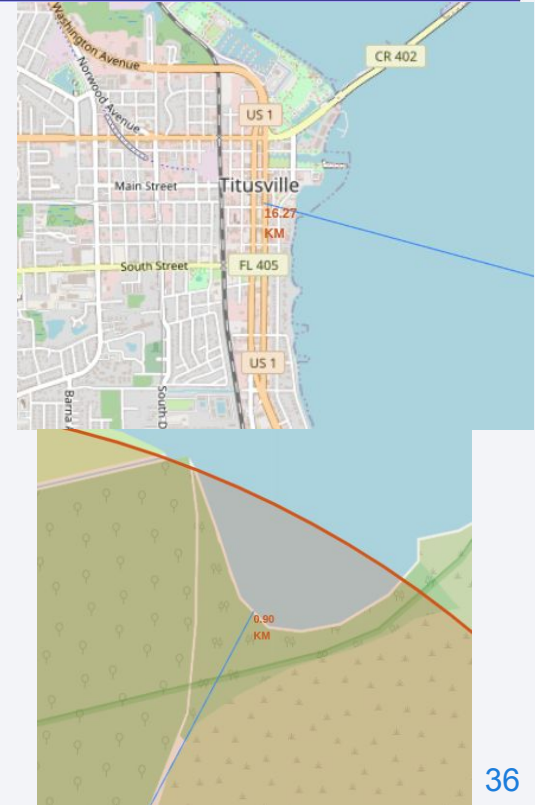 Washington Avenue
CR 402
Norwood Avenue
US 1
Main Street
Titusville
16.27
KM
South Street
FL 405
US 1
South D
0.90
KM
36